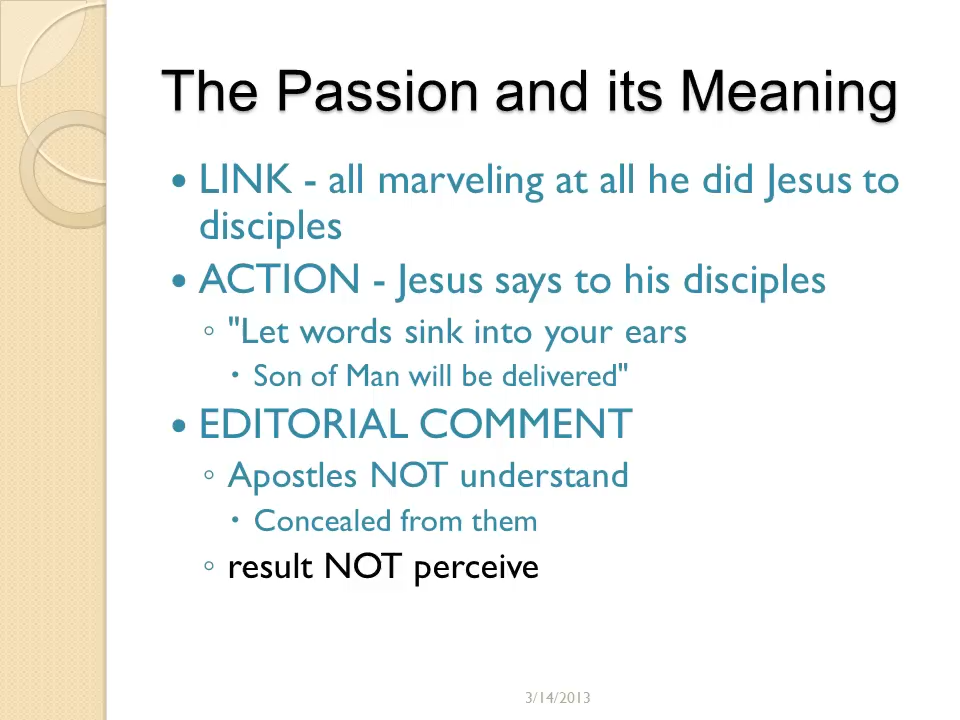 The Passion and its Meaning
• LINK - all marveling at all he did Jesus to
disciples
• ACTION - Jesus says to his disciples
◦ "Let words sink into your ears
▪ Son of Man will be delivered"
• EDITORIAL COMMENT
◦ Apostles NOT understand
▪ Concealed from them
◦ result NOT perceive
3/14/2013